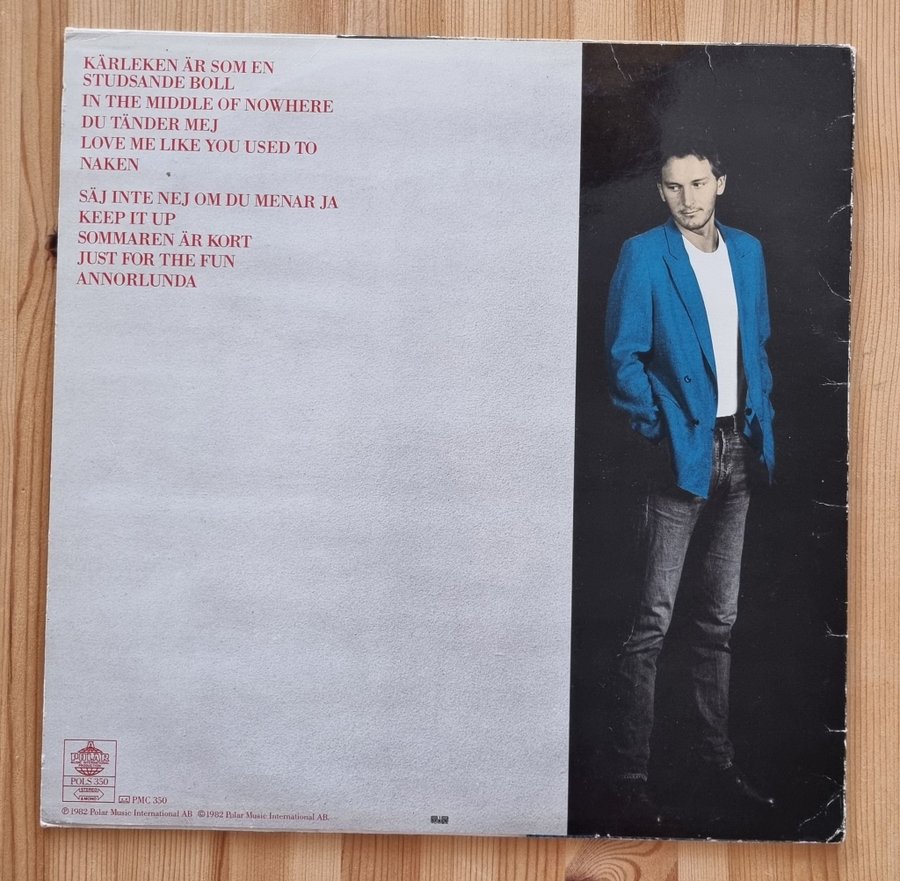 KÄRLEKEN ÄR SOM EN
STUDSANDE BOLL
IN THE MIDDLE OF NOWHERE
DU TÄNDER MEJ
LOVE ME LIKE YOU USED TO
NAKEN
SÄJ INTE NEJ OM DU MENAR JA
KEEP IT UP
SOMMAREN ÄR KORT
JUST FOR THE FUN
ANNORLUNDA
A
POLAR
POLS 350
STEREO
& MONO
PMC 350
℗ 1982 Polar Music International AB © 1982 Polar Music International AB.